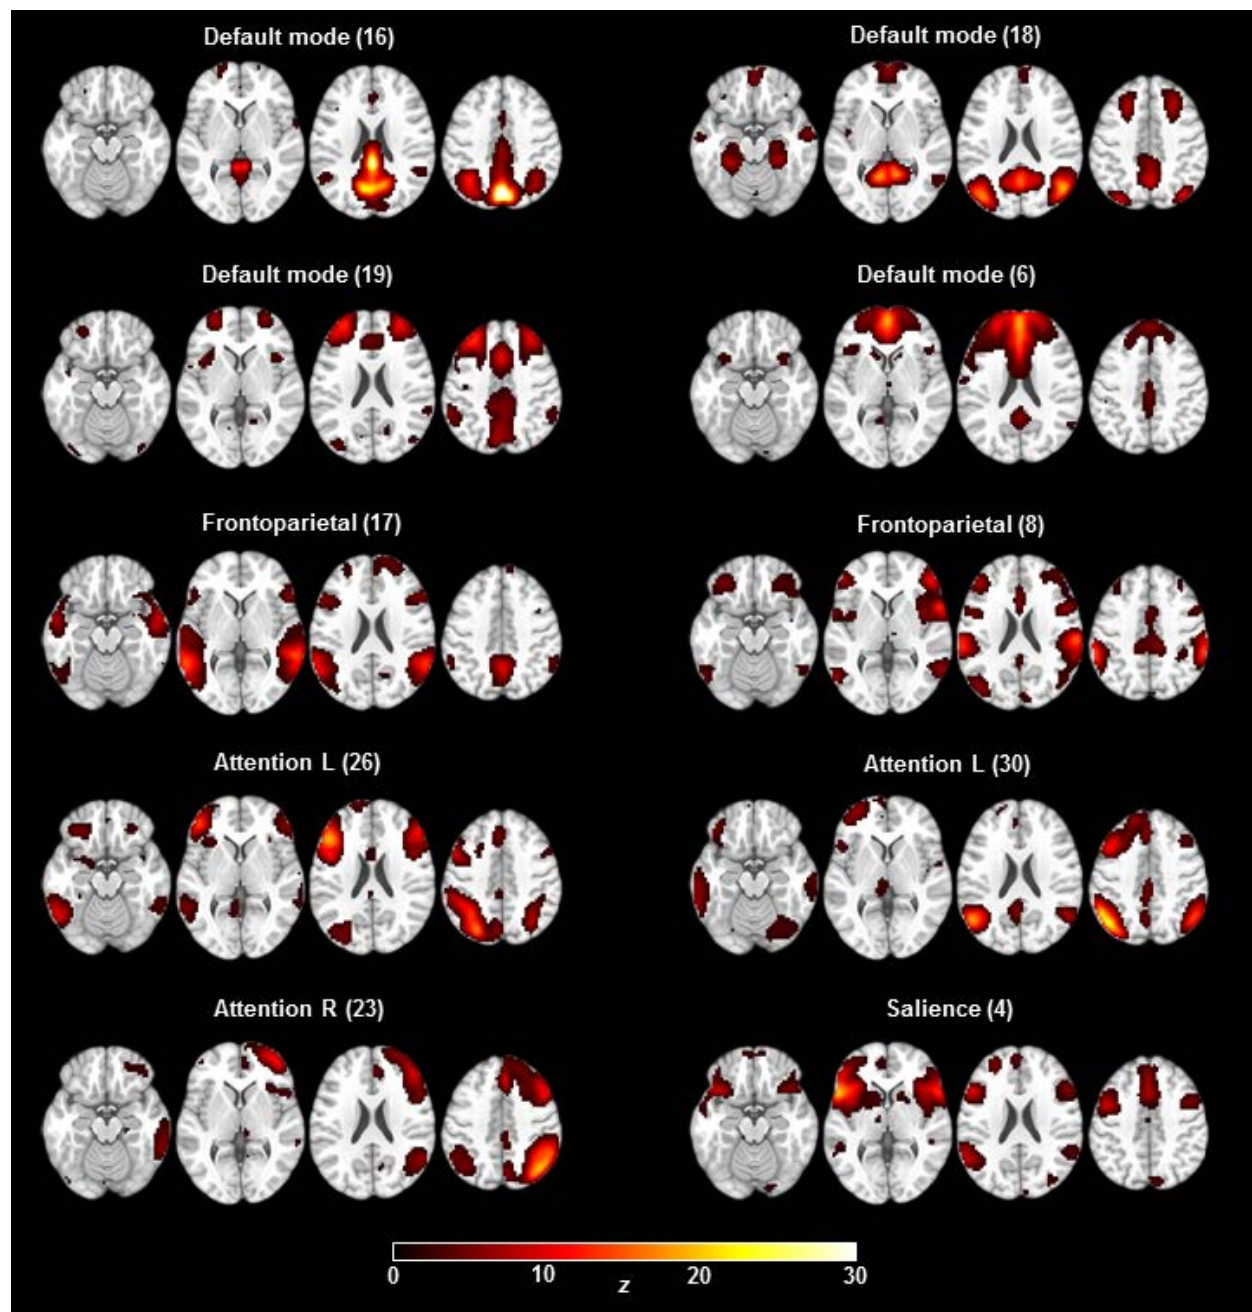 Default mode (16)
Default mode (18)
Default mode (19)
Default mode (6)
Frontoparietal (17)
Frontoparietal (8)
Attention L (26)
Attention L (30)
Attention R (23)
Salience (4)
0 10 20 30
z